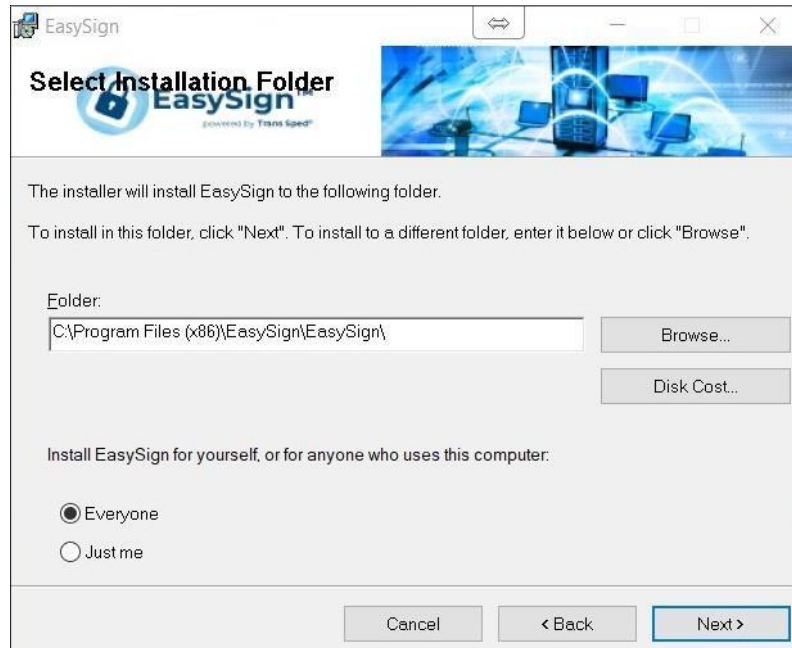 EasySign
Select Installation Folder
EasySign™
powered by Trans Sped®
The installer will install EasySign to the following folder.
To install in this folder, click "Next". To install to a different folder, enter it below or click "Browse".
Folder:
C:\Program Files (x86)\EasySign\EasySign\
Browse...
Disk Cost...
Install EasySign for yourself, or for anyone who uses this computer:
Everyone
Just me
Cancel
< Back
Next >